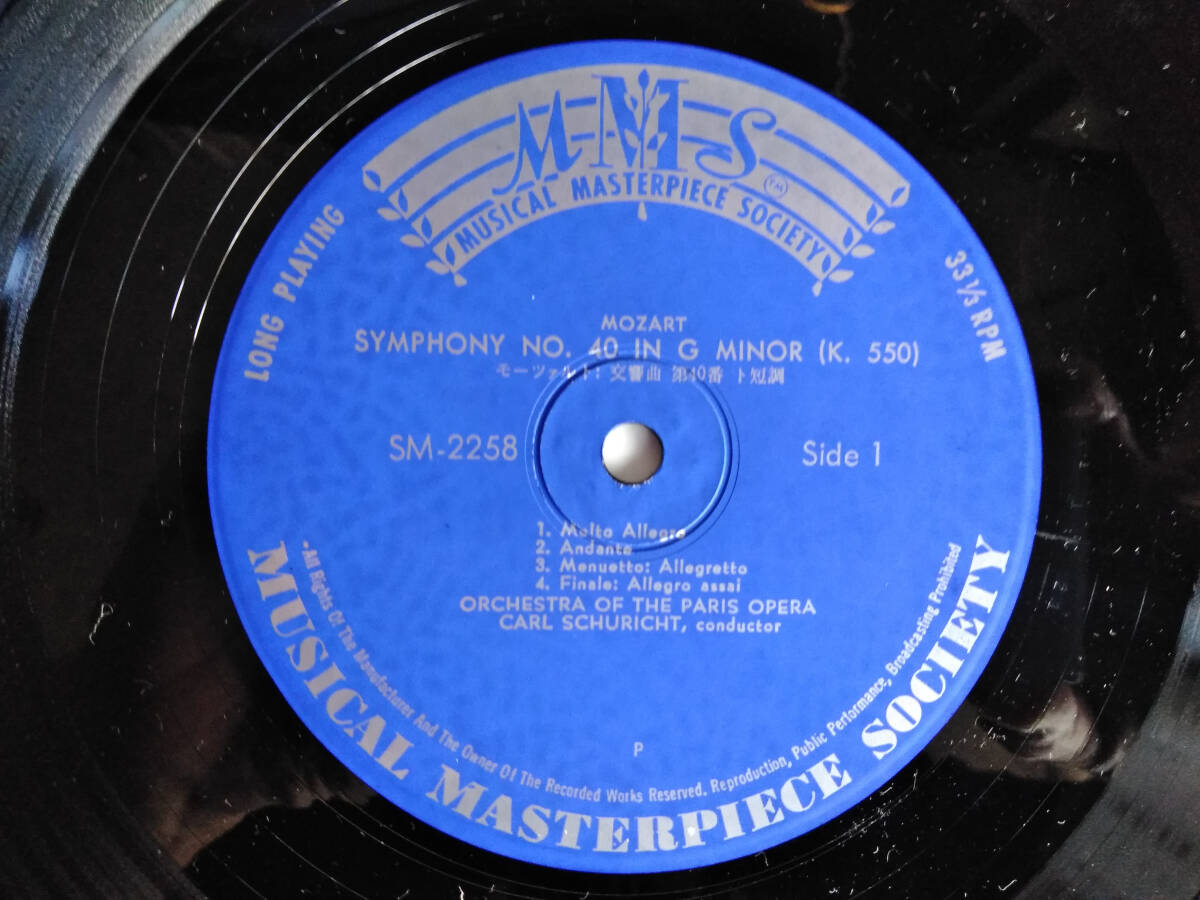 MMS TM
MUSICAL MASTERPIECE SOCIETY
LONG PLAYING
33 1/3 RPM
MOZART
SYMPHONY NO. 40 IN G MINOR (K. 550)
モーツァルト: 交響曲 第40番 ト短調
SM-2258
Side 1
1. Molto Allegro
2. Andante
3. Menuetto: Allegretto
4. Finale: Allegro assai
ORCHESTRA OF THE PARIS OPERA
CARL SCHURICHT, conductor
P
All Rights Of The Manufacturer And The Owner Of The Recorded Works Reserved. Reproduction, Public Performance, Broadcasting Prohibited
MUSICAL MASTERPIECE SOCIETY